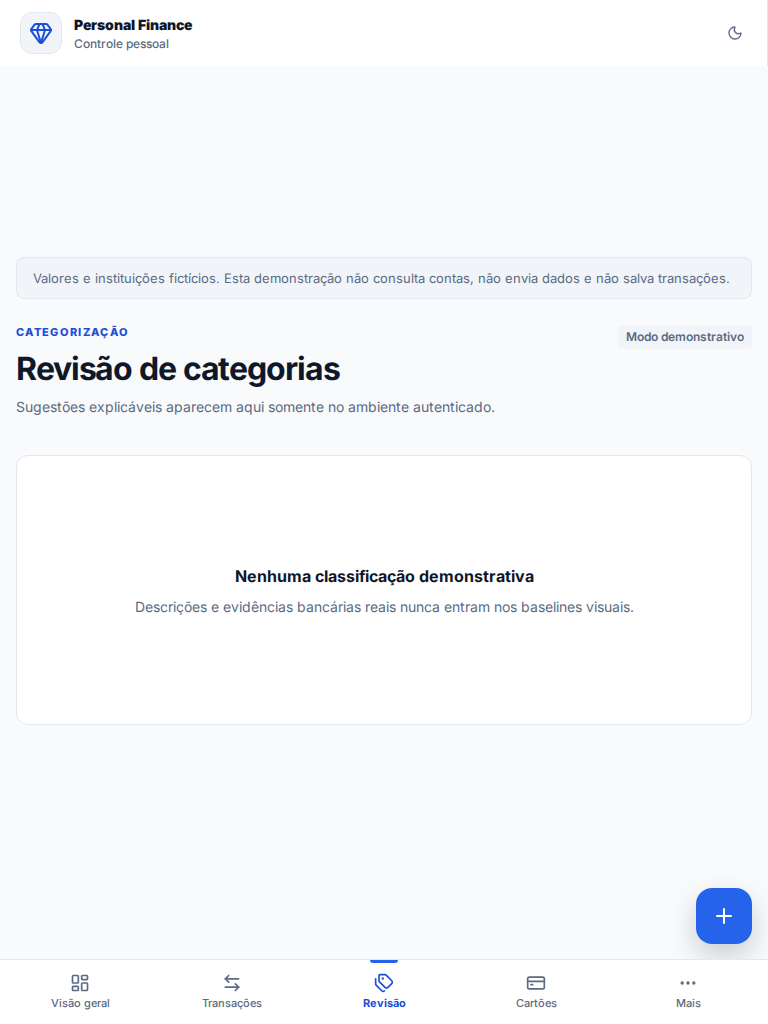 Personal Finance
Controle pessoal
Valores e instituições fictícios. Esta demonstração não consulta contas, não envia dados e não salva transações.
CATEGORIZAÇÃO
Modo demonstrativo
Revisão de categorias
Sugestões explicáveis aparecem aqui somente no ambiente autenticado.
Nenhuma classificação demonstrativa
Descrições e evidências bancárias reais nunca entram nos baselines visuais.
Visão geral
Transações
Revisão
Cartões
Mais